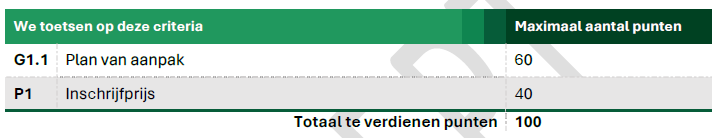 We toetsen op deze criteria Maximaal aantal punten
G1.1 Plan van aanpak 60
P1 Inschrijfprijs 40
Totaal te verdienen punten 100